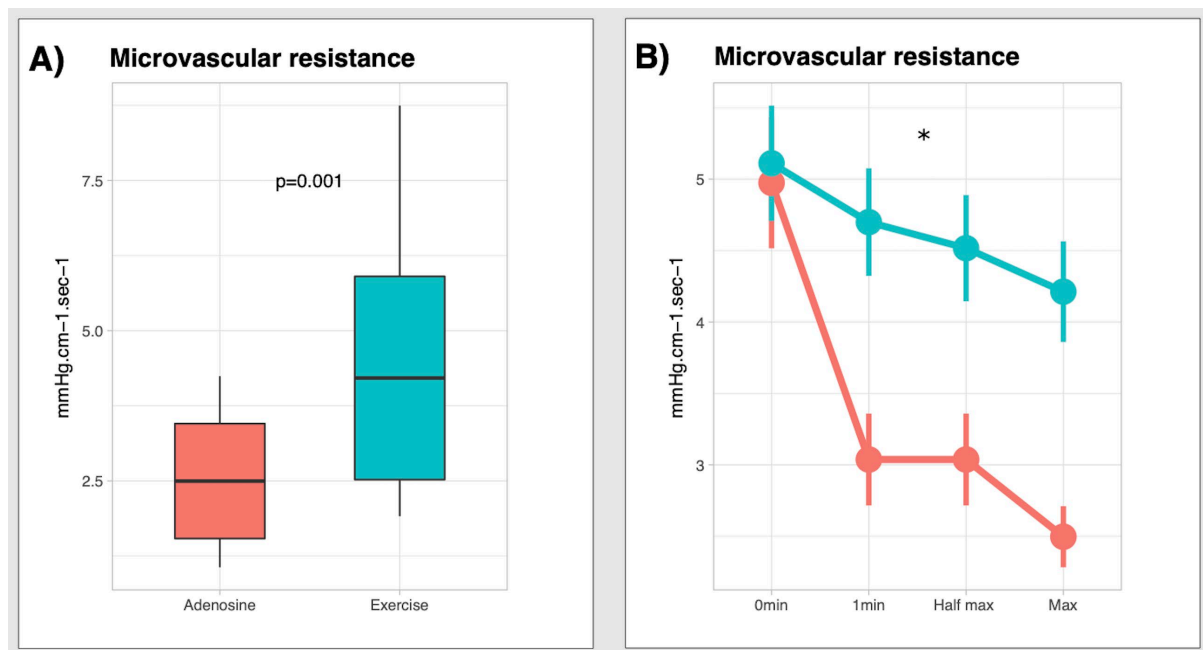 A) Microvascular resistance
7.5
5.0
2.5
mmHg.cm−1.sec−1
p=0.001
Adenosine Exercise
B) Microvascular resistance
5
4
3
mmHg.cm−1.sec−1
*
0min 1min Half max Max